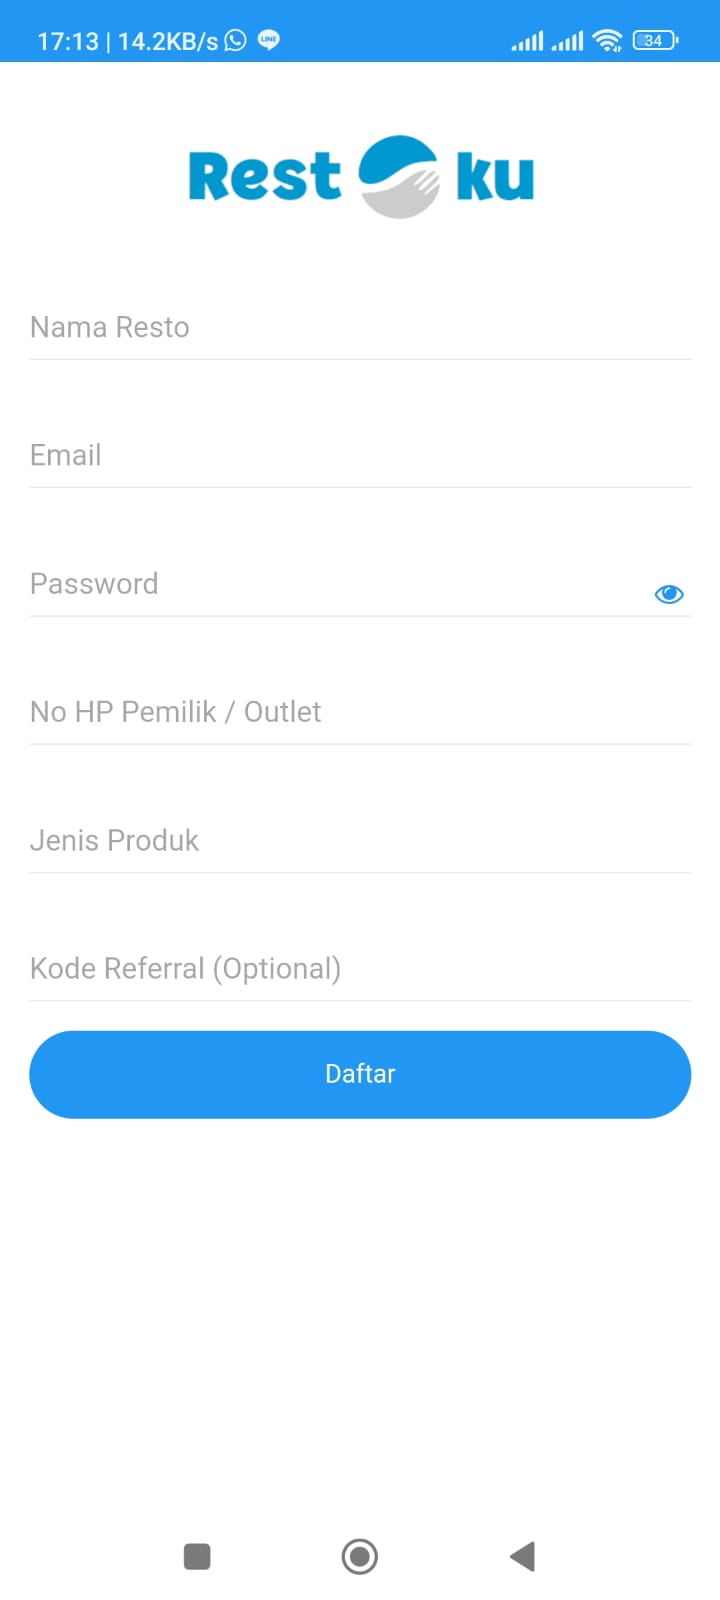 17:13 | 14.2KB/s LINE 34
Rest ku
Nama Resto
Email
Password
No HP Pemilik / Outlet
Jenis Produk
Kode Referral (Optional)
Daftar